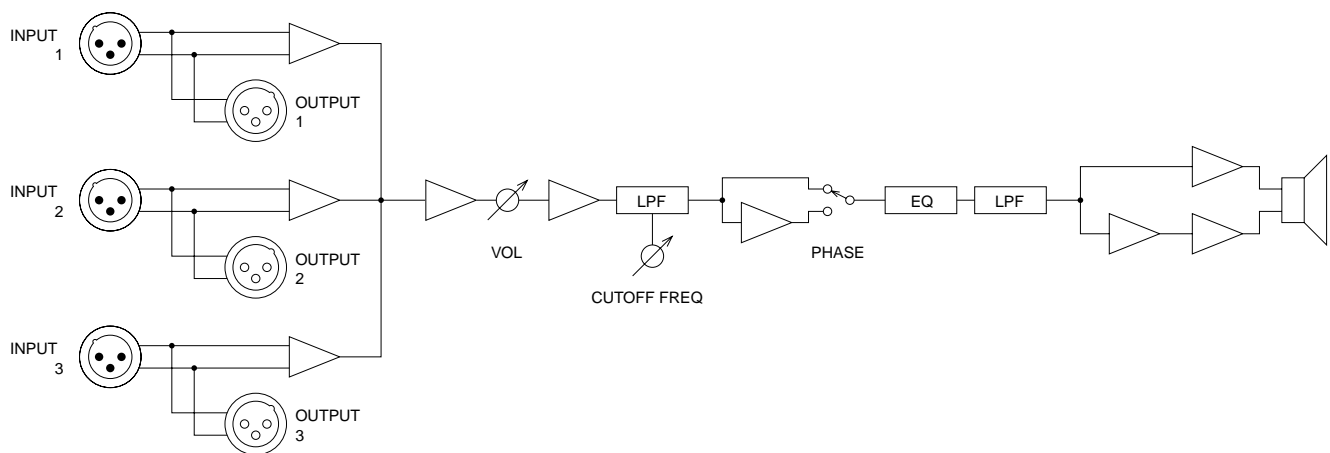 INPUT
1
OUTPUT
1
INPUT
2
OUTPUT
2
INPUT
3
OUTPUT
3
VOL
LPF
CUTOFF FREQ
PHASE
EQ
LPF